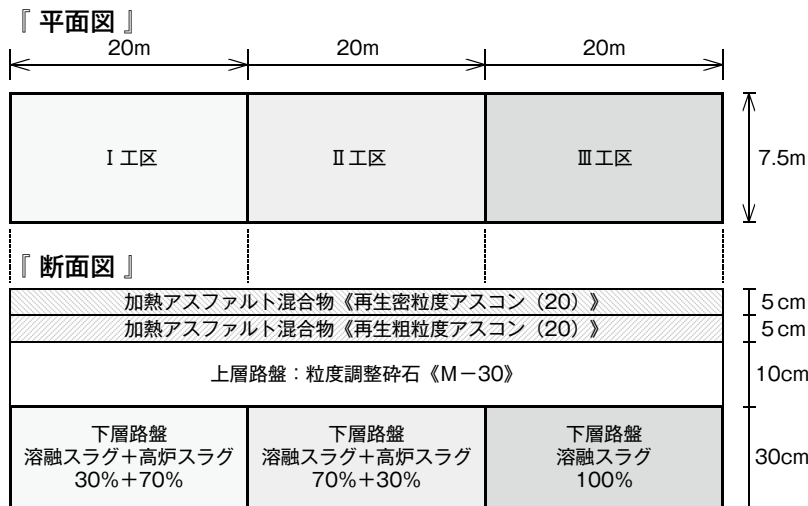 『 平面図 』
20m 20m 20m
Ⅰ工区 Ⅱ工区 Ⅲ工区
7.5m
『 断面図 』
加熱アスファルト混合物《再生密粒度アスコン（20）》
5cm
加熱アスファルト混合物《再生粗粒度アスコン（20）》
5cm
上層路盤：粒度調整砕石《M－30》
10cm
下層路盤
溶融スラグ＋高炉スラグ
30%＋70%
下層路盤
溶融スラグ＋高炉スラグ
70%＋30%
下層路盤
溶融スラグ
100%
30cm